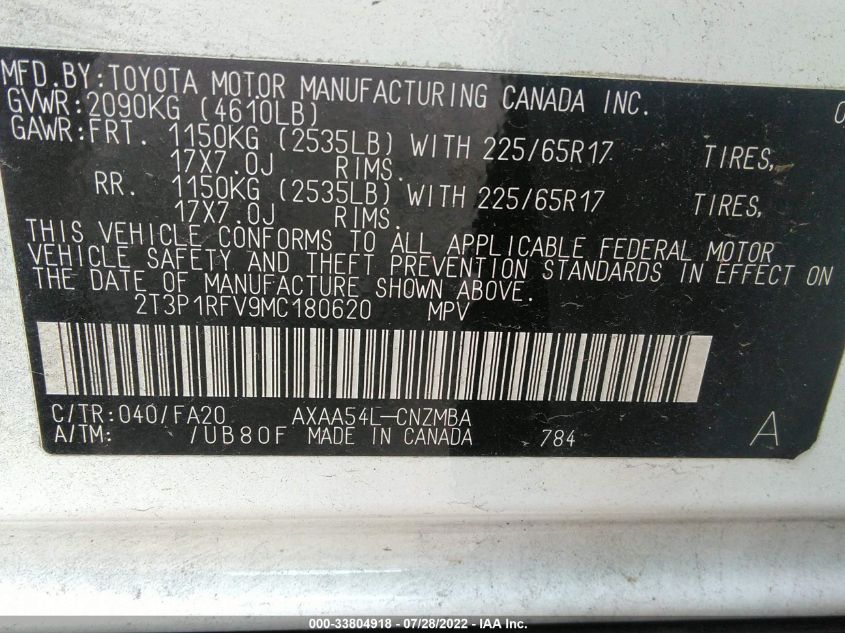 MFD.BY:TOYOTA MOTOR MANUFACTURING CANADA INC.
GVWR:2090KG (4610LB)
GAWR:FRT. 1150KG (2535LB) WITH 225/65R17 TIRES,
17X7.0J RIMS.
RR. 1150KG (2535LB) WITH 225/65R17 TIRES,
17X7.0J RIMS.
THIS VEHICLE CONFORMS TO ALL APPLICABLE FEDERAL MOTOR
VEHICLE SAFETY AND THEFT PREVENTION STANDARDS IN EFFECT ON
THE DATE OF MANUFACTURE SHOWN ABOVE.
2T3P1RFV9MC180620 MPV
C/TR:040/FA20 AXAA54L-CNZMBA
A/TM: /UB80F MADE IN CANADA 784 A
000-33804918 - 07/28/2022 - IAA Inc.